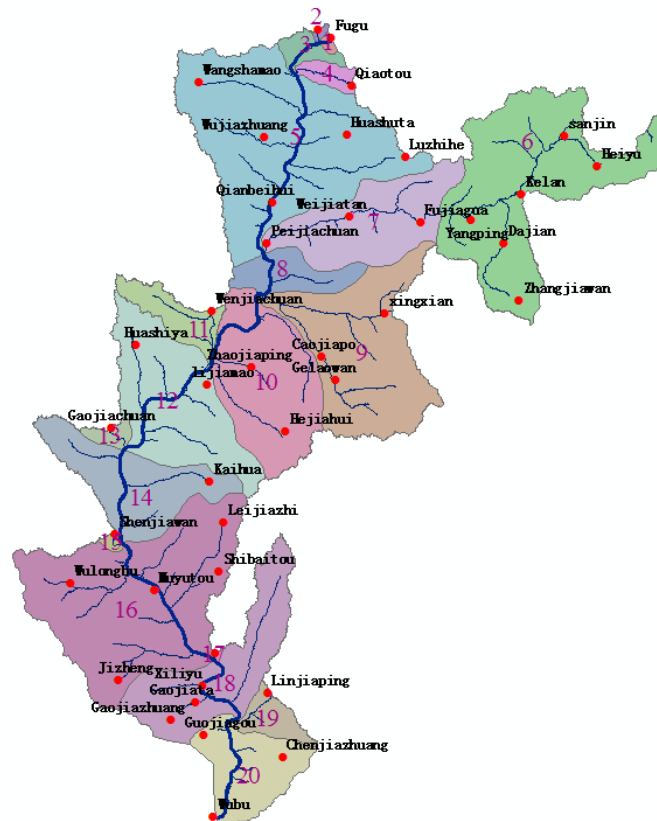 2
Fugu
3
1
Wangshamao
4
Qiaotou
Wujiazhuang
5
Huashuta
sanjin
6
Luzhihe
Heiyu
Qianbeihui
Weijiatan
Kelan
7
Fujiagua
Peijiachuan
Yangping
Dajian
8
Wenjiachuan
Zhangjiawan
xingxian
11
Huashiya
Zhaojiaping
Caojiapo
9
lijiamao
10
Gelaowan
12
Gaojiachuan
Hejiahui
13
Kaihua
14
Leijiazhi
Shenjiawan
15
Wulongbu
Shibaitou
16
17
Jizheng
Xiliyu
18
Linjiaping
Gaojiata
Gaojiazhuang
19
Guojiagou
Chenjiazhuang
20
Wubu